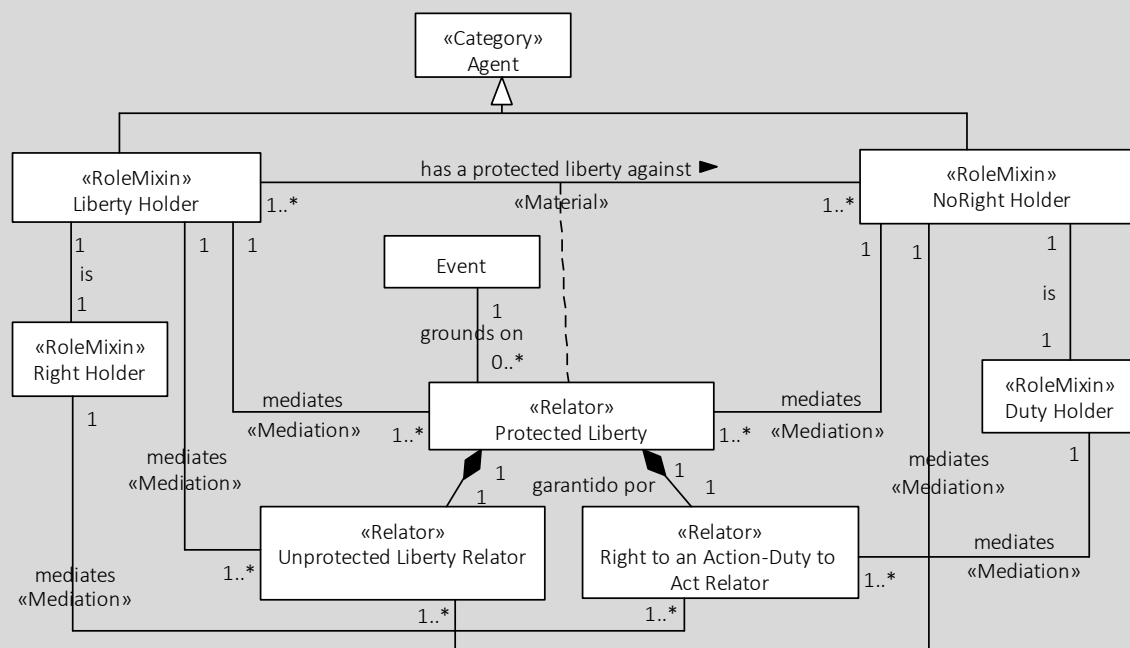 «Category»
Agent
«RoleMixin»
Liberty Holder
has a protected liberty against
«RoleMixin»
NoRight Holder
1..*
«Material»
1..*
1
1
1
Event
1
1
1
is
1
1
grounds on
0..*
is
1
«RoleMixin»
Right Holder
«RoleMixin»
Duty Holder
1
mediates
«Mediation»
1..*
«Relator»
Protected Liberty
1..*
mediates
«Mediation»
1
mediates
«Mediation»
1
1
garantido por
1
1
mediates
«Mediation»
«Relator»
Unprotected Liberty Relator
«Relator»
Right to an Action-Duty to
Act Relator
mediates
«Mediation»
1..*
1..*
mediates
«Mediation»
1..*
1..*